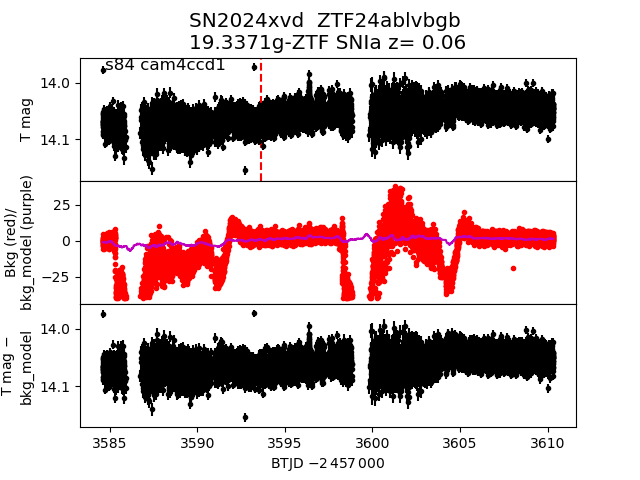 SN2024xvd ZTF24ablvbgb
19.3371g-ZTF SNIa z= 0.06
s84 cam4ccd1
14.0
14.1
T mag
25
0
−25
Bkg (red)/
bkg_model (purple)
14.0
14.1
T mag −
bkg_model
3585 3590 3595 3600 3605 3610
BTJD −2 457 000